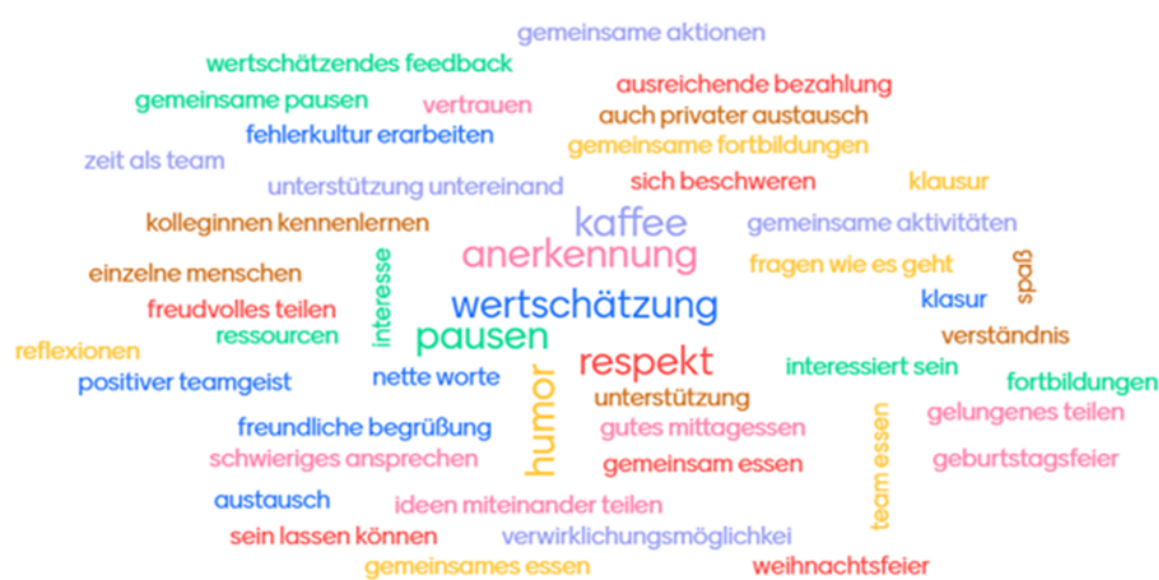 gemeinsame aktionen
wertschätzendes feedback
ausreichende bezahlung
gemeinsame pausen
vertrauen
auch privater austausch
fehlerkultur erarbeiten
gemeinsame fortbildungen
zeit als team
unterstützung untereinand
sich beschweren
klausur
kolleginnen kennenlernen
kaffee
gemeinsame aktivitäten
anerkennung
einzelne menschen
interesse
fragen wie es geht
spaß
freudvolles teilen
wertschätzung
klasur
ressourcen
pausen
verständnis
reflexionen
respekt
interessiert sein
positiver teamgeist
nette worte
fortbildungen
humor
unterstützung
gelungenes teilen
freundliche begrüßung
gutes mittagessen
schwieriges ansprechen
gemeinsam essen
team essen
geburtstagsfeier
austausch
ideen miteinander teilen
sein lassen können
verwirklichungsmöglichkei
gemeinsames essen
weihnachtsfeier